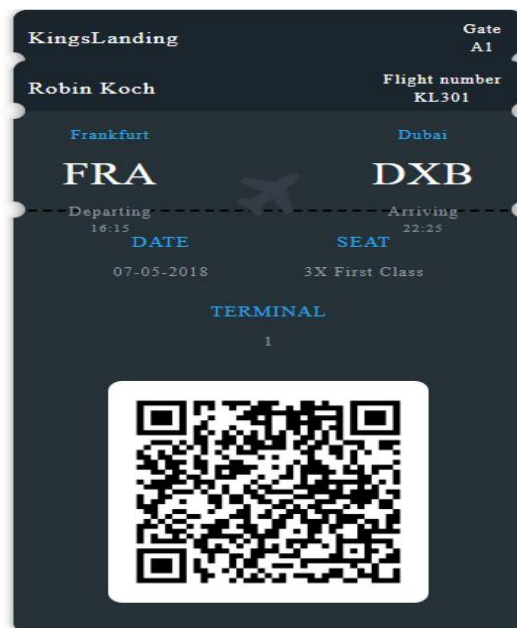 KingsLanding
Gate
A1
Robin Koch
Flight number
KL301
Frankfurt
Dubai
FRA
DXB
Departing
Arriving
16:15
22:25
DATE
SEAT
07-05-2018
3X First Class
TERMINAL
1